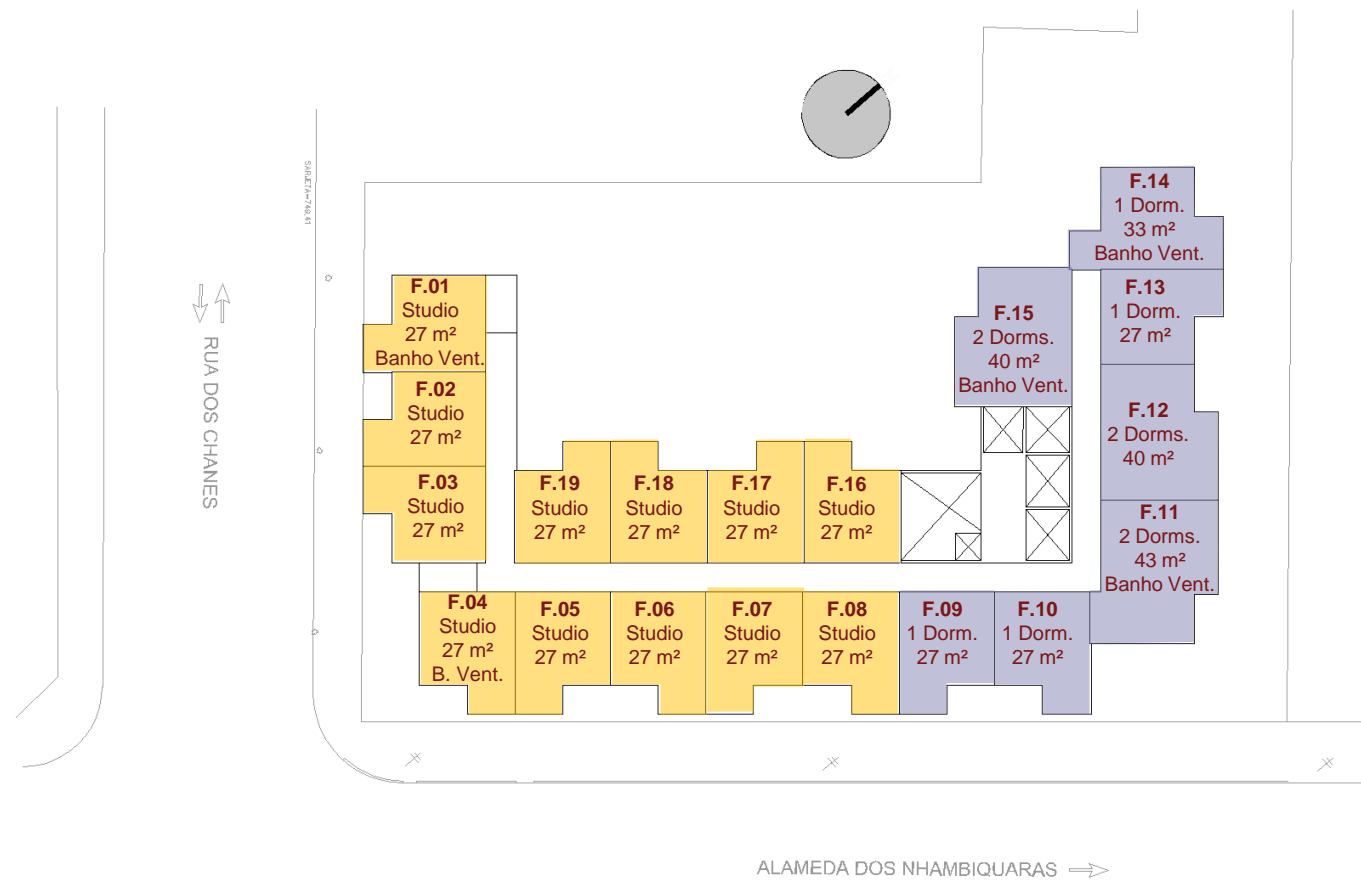 SARJETA=749,41
RUA DOS CHANES
F.01
Studio
27 m²
Banho Vent.
F.02
Studio
27 m²
F.03
Studio
27 m²
F.04
Studio
27 m²
B. Vent.
F.05
Studio
27 m²
F.06
Studio
27 m²
F.07
Studio
27 m²
F.08
Studio
27 m²
F.09
1 Dorm.
27 m²
F.10
1 Dorm.
27 m²
F.11
2 Dorms.
43 m²
Banho Vent.
F.12
2 Dorms.
40 m²
F.13
1 Dorm.
27 m²
F.14
1 Dorm.
33 m²
Banho Vent.
F.15
2 Dorms.
40 m²
Banho Vent.
F.16
Studio
27 m²
F.17
Studio
27 m²
F.18
Studio
27 m²
F.19
Studio
27 m²
ALAMEDA DOS NHAMBIQUARAS